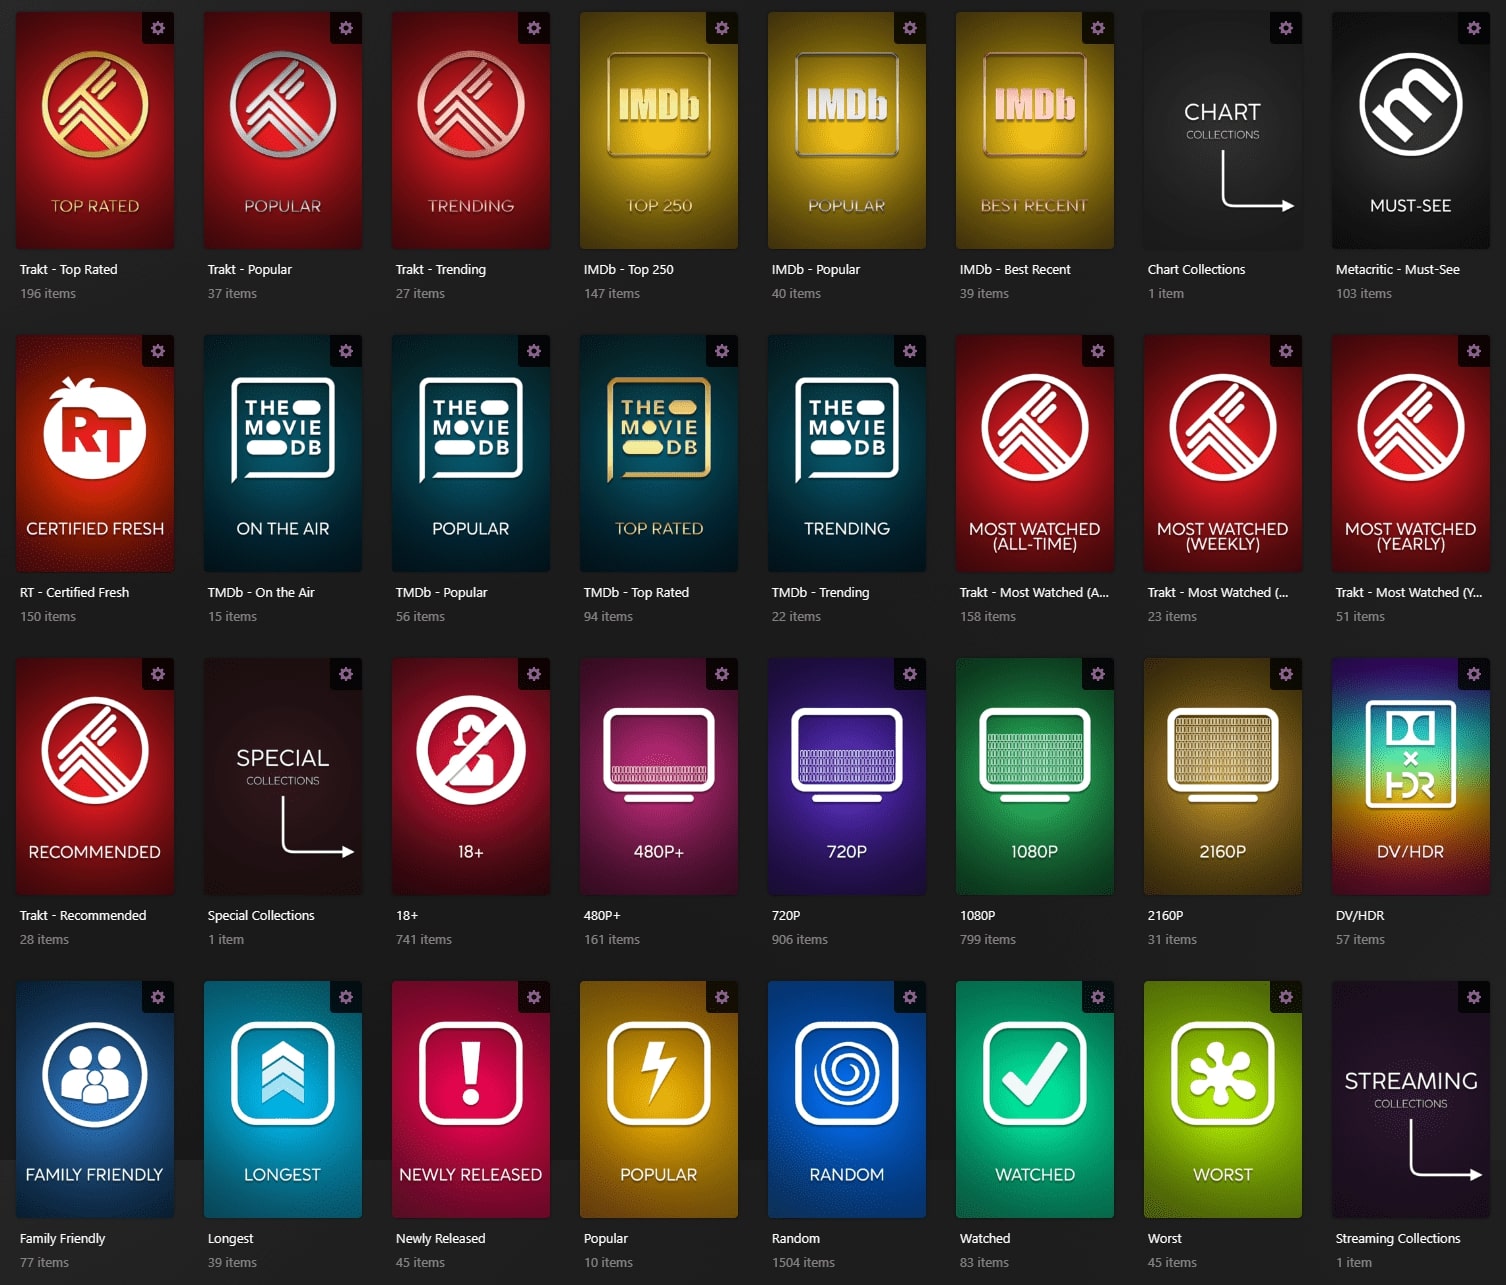 TOP RATED
Trakt - Top Rated
196 items
POPULAR
Trakt - Popular
37 items
TRENDING
Trakt - Trending
27 items
IMDb
TOP 250
IMDb - Top 250
147 items
IMDb
POPULAR
IMDb - Popular
40 items
IMDb
BEST RECENT
IMDb - Best Recent
39 items
CHART
COLLECTIONS
Chart Collections
1 item
m
MUST-SEE
Metacritic - Must-See
103 items
RT
CERTIFIED FRESH
RT - Certified Fresh
150 items
THE
MOVIE
DB
ON THE AIR
TMDb - On the Air
15 items
THE
MOVIE
DB
POPULAR
TMDb - Popular
56 items
THE
MOVIE
DB
TOP RATED
TMDb - Top Rated
94 items
THE
MOVIE
DB
TRENDING
TMDb - Trending
22 items
MOST WATCHED
(ALL-TIME)
Trakt - Most Watched (A...
158 items
MOST WATCHED
(WEEKLY)
Trakt - Most Watched (...
23 items
MOST WATCHED
(YEARLY)
Trakt - Most Watched (Y...
51 items
RECOMMENDED
Trakt - Recommended
28 items
SPECIAL
COLLECTIONS
Special Collections
1 item
18+
18+
741 items
480P+
480P+
161 items
720P
720P
906 items
1080P
1080P
799 items
2160P
2160P
31 items
HDR
DV/HDR
DV/HDR
57 items
FAMILY FRIENDLY
Family Friendly
77 items
LONGEST
Longest
39 items
!
NEWLY RELEASED
Newly Released
45 items
POPULAR
Popular
10 items
RANDOM
Random
1504 items
WATCHED
Watched
83 items
WORST
Worst
45 items
STREAMING
COLLECTIONS
Streaming Collections
1 item